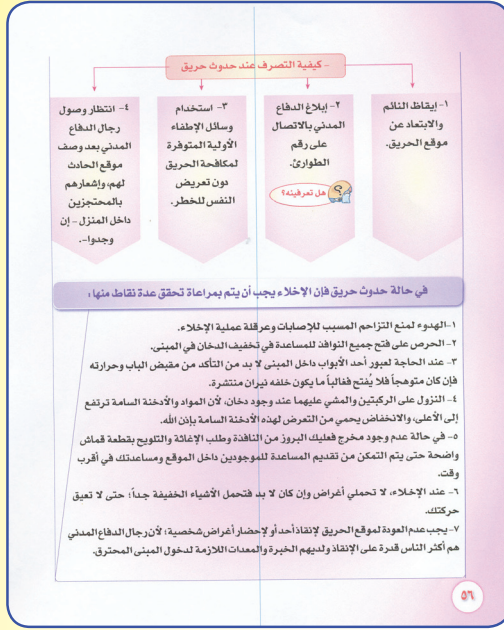 - كيفية التصرف عند حدوث حريق
١- إيقاظ النائم
والابتعاد عن
موقع الحريق.
٢- إبلاغ الدفاع
المدني بالاتصال
على رقم
الطوارئ.
هل تعرفينه؟
٣- استخدام
وسائل الإطفاء
الأولية المتوفرة
لمكافحة الحريق
دون تعريض
النفس للخطر.
٤- انتظار وصول
رجال الدفاع
المدني بعد وصف
موقع الحادث
لهم، وإشعارهم
بالمحتجزين
داخل المنزل – إن
وجدوا-.
في حالة حدوث حريق فإن الإخلاء يجب أن يتم بمراعاة تحقق عدة نقاط منها :
١-الهدوء لمنع التزاحم المسبب للإصابات وعرقلة عملية الإخلاء.
٢- الحرص على فتح جميع النوافذ للمساعدة في تخفيف الدخان في المبنى.
٣- عند الحاجة لعبور أحد الأبواب داخل المبنى لا بد من التأكد من مقبض الباب وحرارته
فإن كان متوهجاً فلا يُفتح فغالباً ما يكون خلفه نيران منتشرة.
٤- النزول على الركبتين والمشي عليهما عند وجود دخان، لأن المواد والأدخنة السامة ترتفع
إلى الأعلى، والانخفاض يحمي من التعرض لهذه الأدخنة السامة بإذن الله.
٥- في حالة عدم وجود مخرج فعليك البروز من النافذة وطلب الإغاثة والتلويح بقطعة قماش
واضحة حتى يتم التمكن من تقديم المساعدة للموجودين داخل الموقع ومساعدتك في أقرب
وقت.
٦- عند الإخلاء، لا تحملي أغراض وإن كان لا بد فتحمل الأشياء الخفيفة جداً؛ حتى لا تعيق
حركتك.
٧- يجب عدم العودة لموقع الحريق لإنقاذ أحد أو لإحضار أغراض شخصية؛ لأن رجال الدفاع المدني
هم أكثر الناس قدرة على الإنقاذ ولديهم الخبرة والمعدات اللازمة لدخول المبنى المحترق.
٥٦